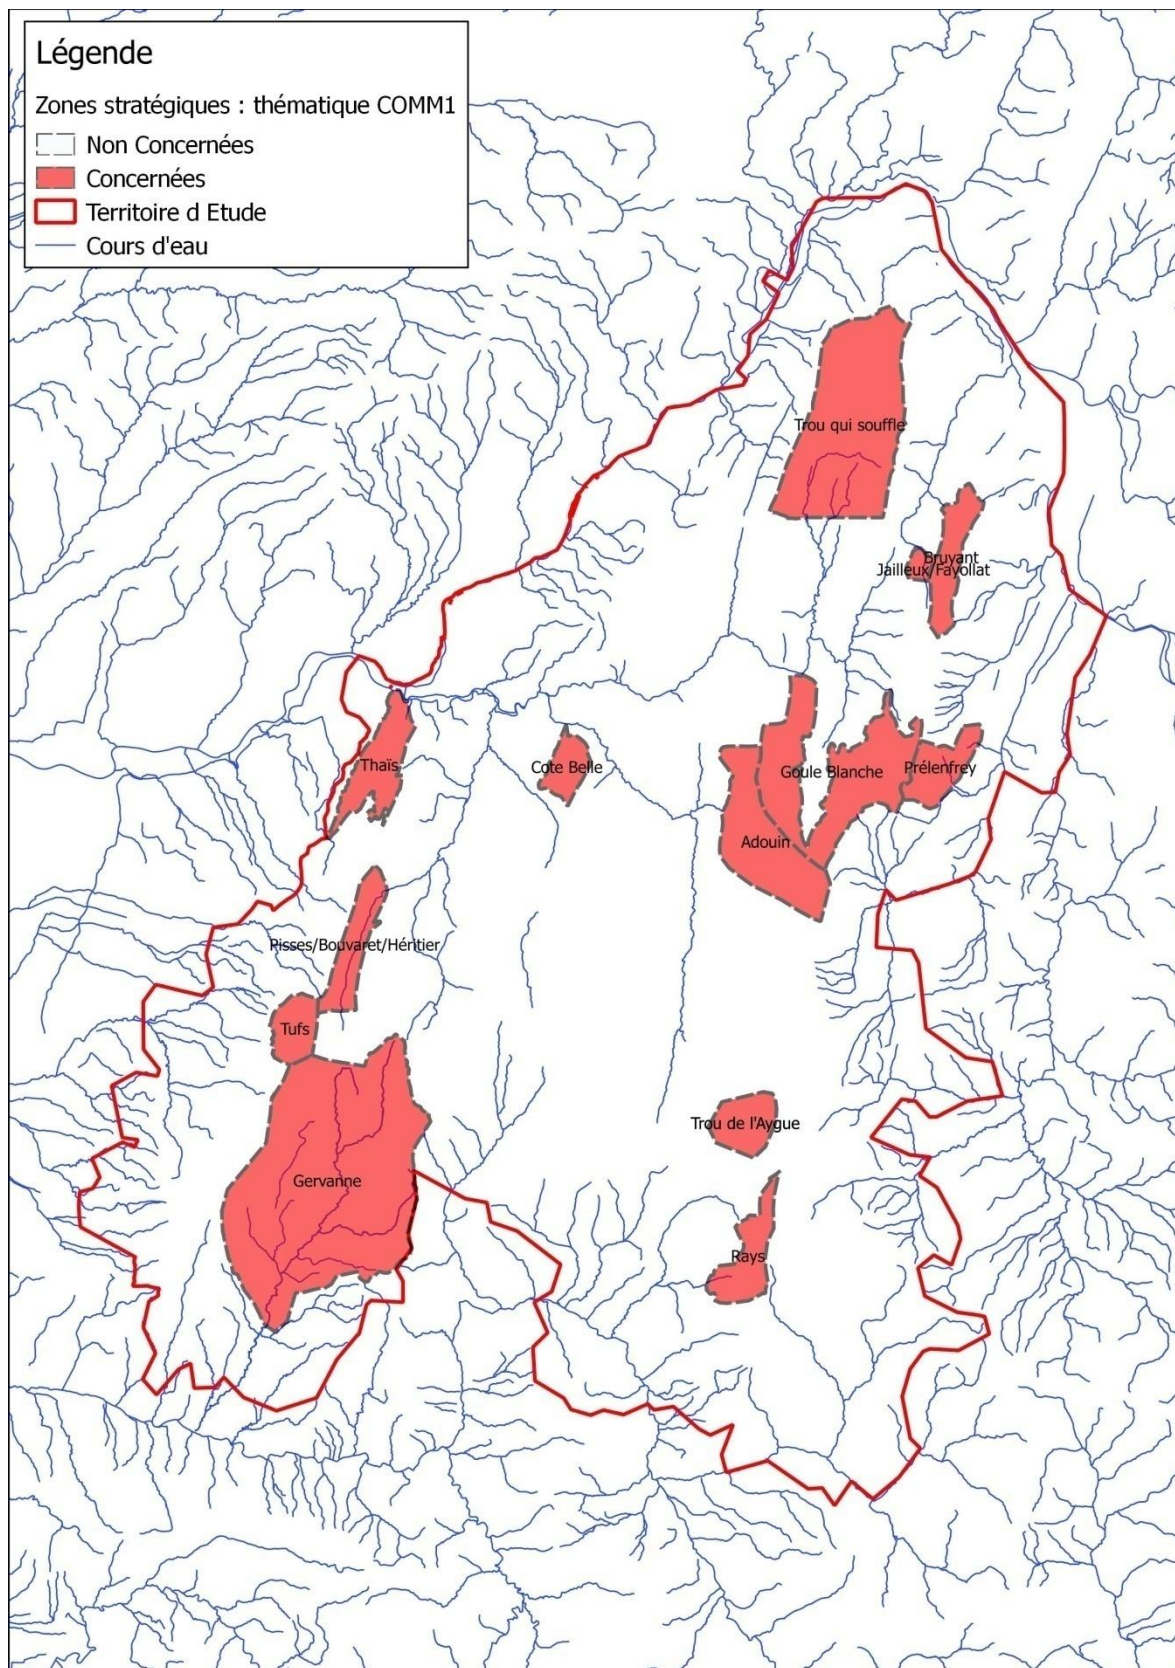 Légende
Zones stratégiques : thématique COMM1
Non Concernées
Concernées
Territoire d Etude
Cours d'eau
Trou qui souffle
Bruyant
Jailleux/Fayollat
Thaïs
Cote Belle
Goule Blanche
Prélenfrey
Adouin
Pisses/Bouvaret/Héritier
Tufs
Trou de l'Aygue
Gervanne
Rays